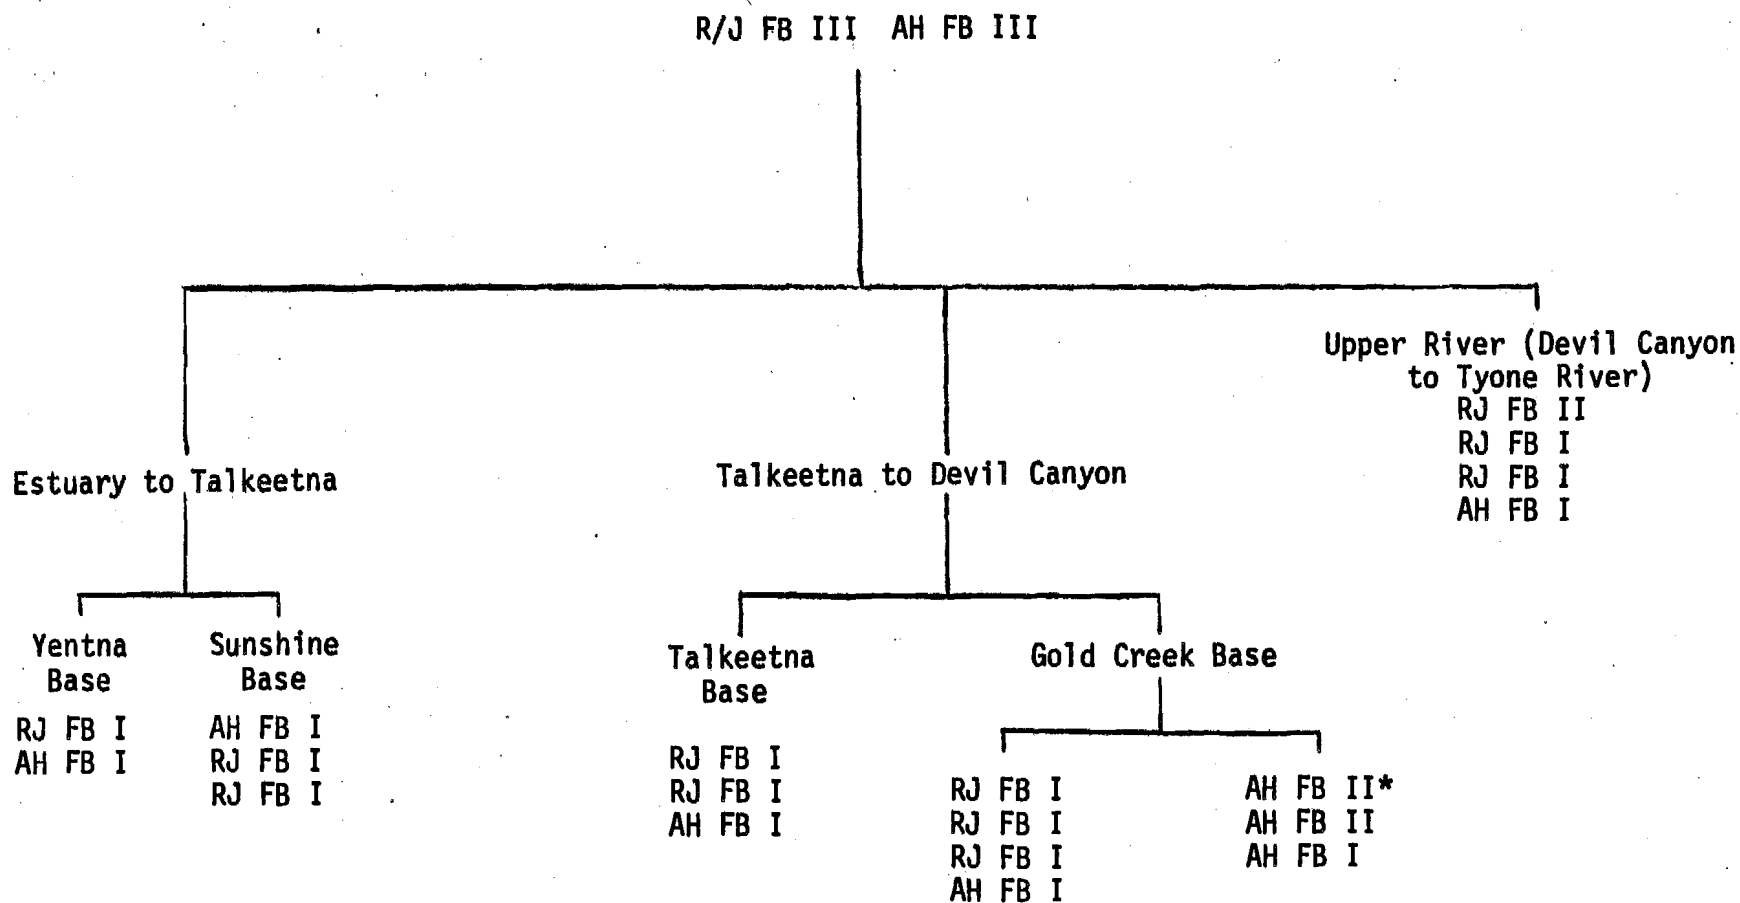 R/J FB III AH FB III
Upper River (Devil Canyon
to Tyone River)
RJ FB II
RJ FB I
RJ FB I
AH FB I
Estuary to Talkeetna
Talkeetna to Devil Canyon
Yentna
Base
RJ FB I
AH FB I
Sunshine
Base
AH FB I
RJ FB I
RJ FB I
Talkeetna
Base
RJ FB I
RJ FB I
AH FB I
Gold Creek Base
RJ FB I
RJ FB I
RJ FB I
AH FB I
AH FB II*
AH FB II
AH FB I